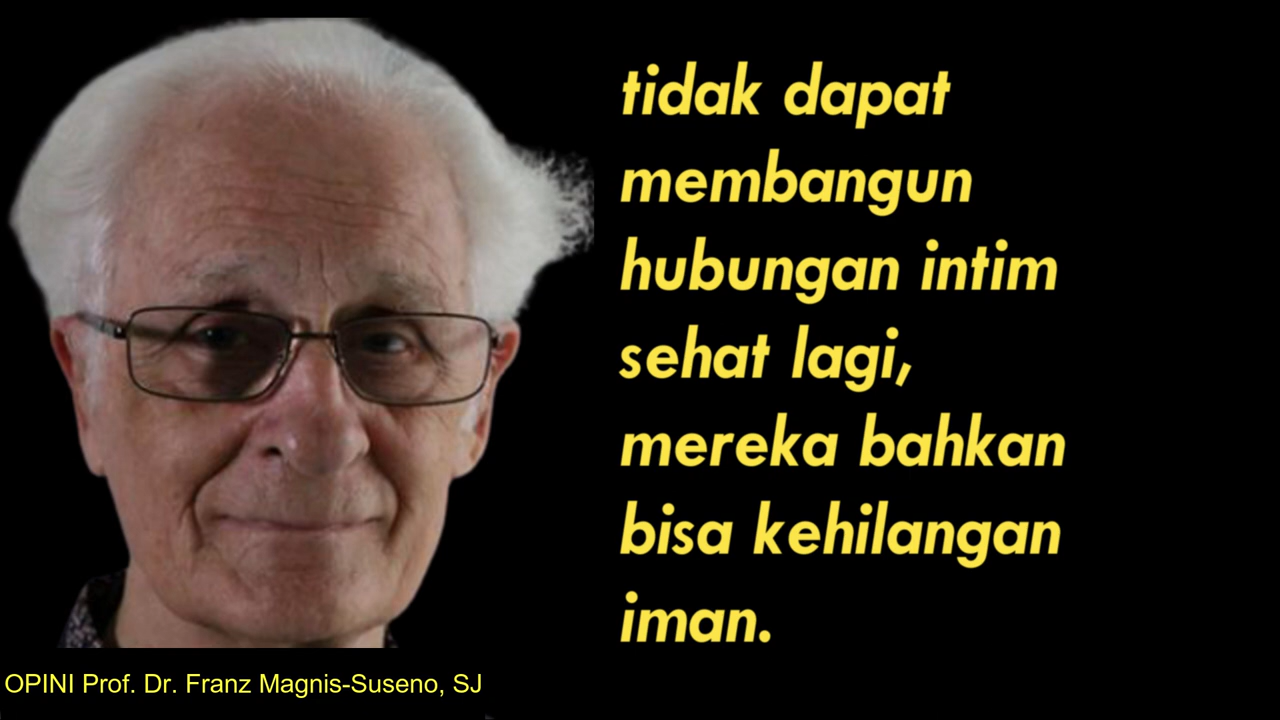 tidak dapat
membangun
hubungan intim
sehat lagi,
mereka bahkan
bisa kehilangan
iman.
OPINI Prof. Dr. Franz Magnis-Suseno, SJ